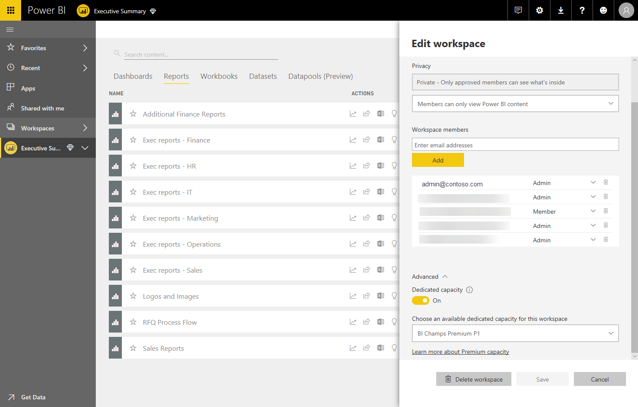 Power BI
Executive Summary
Favorites
Recent
Apps
Shared with me
Workspaces
Executive Su...
Get Data
Search content...
Dashboards Reports Workbooks Datasets Datapools (Preview)
NAME ACTIONS
Additional Finance Reports
Exec reports - Finance
Exec reports - HR
Exec reports - IT
Exec reports - Marketing
Exec reports - Operations
Exec reports - Sales
Logos and Images
RFQ Process Flow
Sales Reports
Edit workspace
Privacy
Private - Only approved members can see what's inside
Members can only view Power BI content
Workspace members
Enter email addresses
Add
admin@contoso.com Admin
Admin
Member
Admin
Admin
Advanced
Dedicated capacity
On
Choose an available dedicated capacity for this workspace
BI Champs Premium P1
Learn more about Premium capacity
Delete workspace Save Cancel